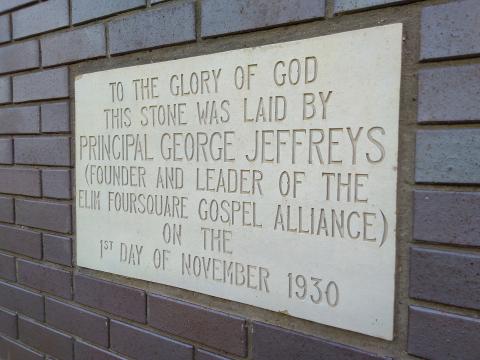 TO THE GLORY OF GOD
THIS STONE WAS LAID BY
PRINCIPAL GEORGE JEFFREYS
(FOUNDER AND LEADER OF THE
ELIM FOURSQUARE GOSPEL ALLIANCE)
ON THE
1ST DAY OF NOVEMBER 1930